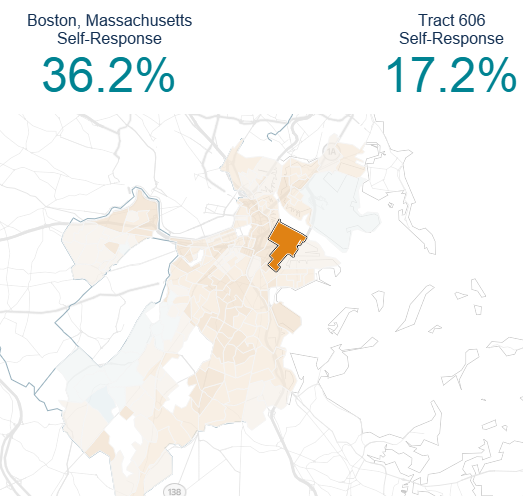 Boston, Massachusetts
Self-Response
36.2%
Tract 606
Self-Response
17.2%
138